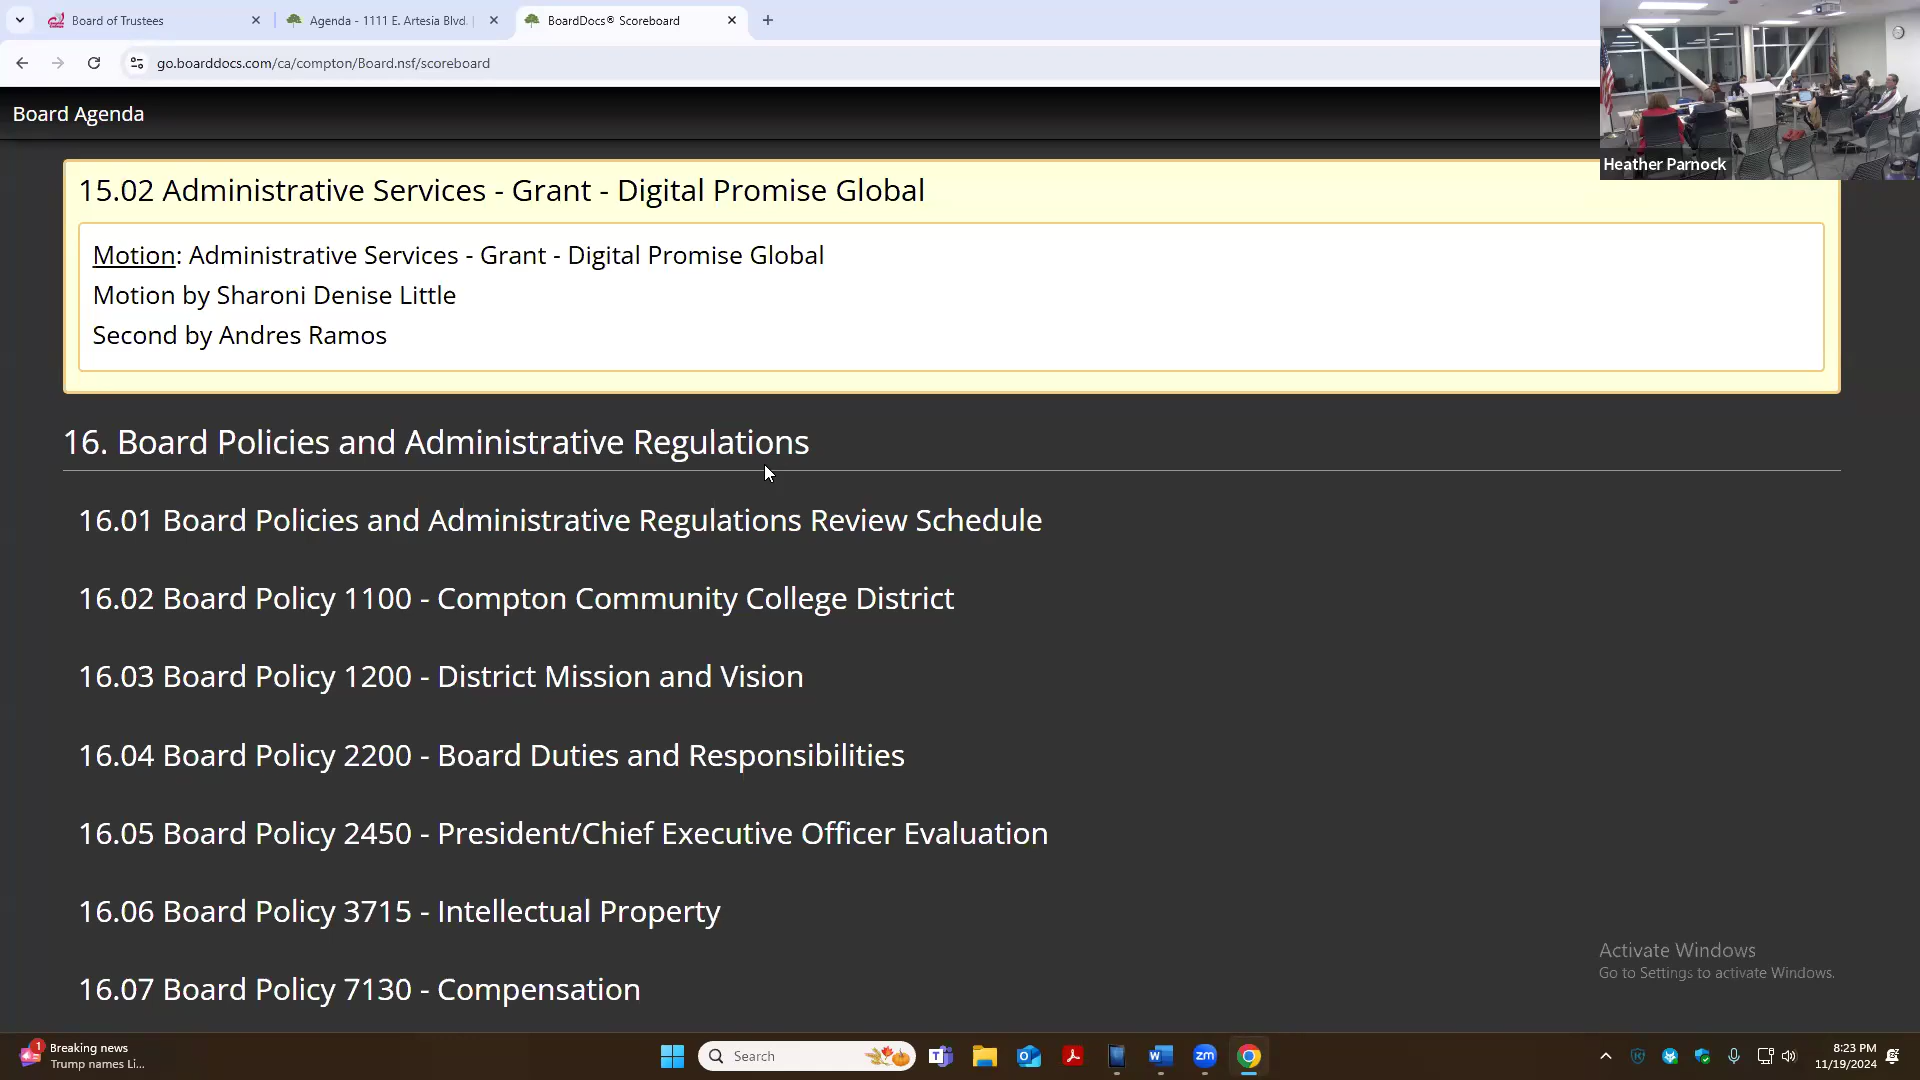 Board of Trustees
Agenda - 1111 E. Artesia Blvd.
BoardDocs® Scoreboard
go.boarddocs.com/ca/compton/Board.nsf/scoreboard
Heather Parnock
Board Agenda
15.02 Administrative Services - Grant - Digital Promise Global
Motion: Administrative Services - Grant - Digital Promise Global
Motion by Sharoni Denise Little
Second by Andres Ramos
16. Board Policies and Administrative Regulations
16.01 Board Policies and Administrative Regulations Review Schedule
16.02 Board Policy 1100 - Compton Community College District
16.03 Board Policy 1200 - District Mission and Vision
16.04 Board Policy 2200 - Board Duties and Responsibilities
16.05 Board Policy 2450 - President/Chief Executive Officer Evaluation
16.06 Board Policy 3715 - Intellectual Property
16.07 Board Policy 7130 - Compensation
Activate Windows
Go to Settings to activate Windows.
1
Breaking news
Trump names Li...
Search
zm
8:23 PM
11/19/2024